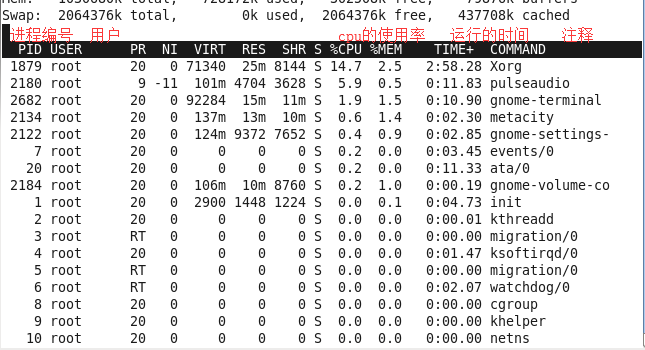 Swap: 2064376k total, 0k used, 2064376k free, 437708k cached
进程编号 用户 cpu的使用率 运行的时间 注释
PID USER PR NI VIRT RES SHR S %CPU %MEM TIME+ COMMAND
1879 root 20 0 71340 25m 8144 S 14.7 2.5 2:58.28 Xorg
2180 root 9 -11 101m 4704 3628 S 5.9 0.5 0:11.83 pulseaudio
2682 root 20 0 92284 15m 11m S 1.9 1.5 0:10.90 gnome-terminal
2134 root 20 0 137m 13m 10m S 0.6 1.4 0:02.30 metacity
2122 root 20 0 124m 9372 7652 S 0.4 0.9 0:02.85 gnome-settings-
7 root 20 0 0 0 0 S 0.2 0.0 0:03.45 events/0
20 root 20 0 0 0 0 S 0.2 0.0 0:11.33 ata/0
2184 root 20 0 106m 10m 8760 S 0.2 1.0 0:00.19 gnome-volume-co
1 root 20 0 2900 1448 1224 S 0.0 0.1 0:04.73 init
2 root 20 0 0 0 0 S 0.0 0.0 0:00.01 kthreadd
3 root RT 0 0 0 0 S 0.0 0.0 0:00.00 migration/0
4 root 20 0 0 0 0 S 0.0 0.0 0:01.47 ksoftirqd/0
5 root RT 0 0 0 0 S 0.0 0.0 0:00.00 migration/0
6 root RT 0 0 0 0 S 0.0 0.0 0:02.07 watchdog/0
8 root 20 0 0 0 0 S 0.0 0.0 0:00.00 cgroup
9 root 20 0 0 0 0 S 0.0 0.0 0:00.00 khelper
10 root 20 0 0 0 0 S 0.0 0.0 0:00.00 netns